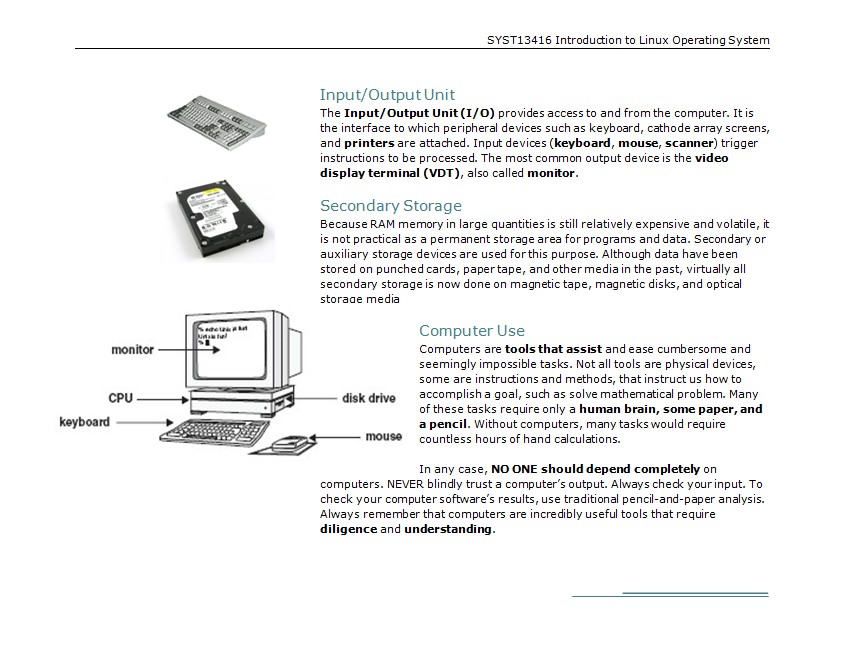 SYST13416 Introduction to Linux Operating System
Input/Output Unit
The Input/Output Unit (I/O) provides access to and from the computer. It is
the interface to which peripheral devices such as keyboard, cathode array screens,
and printers are attached. Input devices (keyboard, mouse, scanner) trigger
instructions to be processed. The most common output device is the video
display terminal (VDT), also called monitor.
Secondary Storage
Because RAM memory in large quantities is still relatively expensive and volatile, it
is not practical as a permanent storage area for programs and data. Secondary or
auxiliary storage devices are used for this purpose. Although data have been
stored on punched cards, paper tape, and other media in the past, virtually all
secondary storage is now done on magnetic tape, magnetic disks, and optical
storage media
% echo Unix is fun!
Unix is fun!
%
monitor
CPU
disk drive
keyboard
mouse
Computer Use
Computers are tools that assist and ease cumbersome and
seemingly impossible tasks. Not all tools are physical devices,
some are instructions and methods, that instruct us how to
accomplish a goal, such as solve mathematical problem. Many
of these tasks require only a human brain, some paper, and
a pencil. Without computers, many tasks would require
countless hours of hand calculations.
In any case, NO ONE should depend completely on
computers. NEVER blindly trust a computer's output. Always check your input. To
check your computer software's results, use traditional pencil-and-paper analysis.
Always remember that computers are incredibly useful tools that require
diligence and understanding.